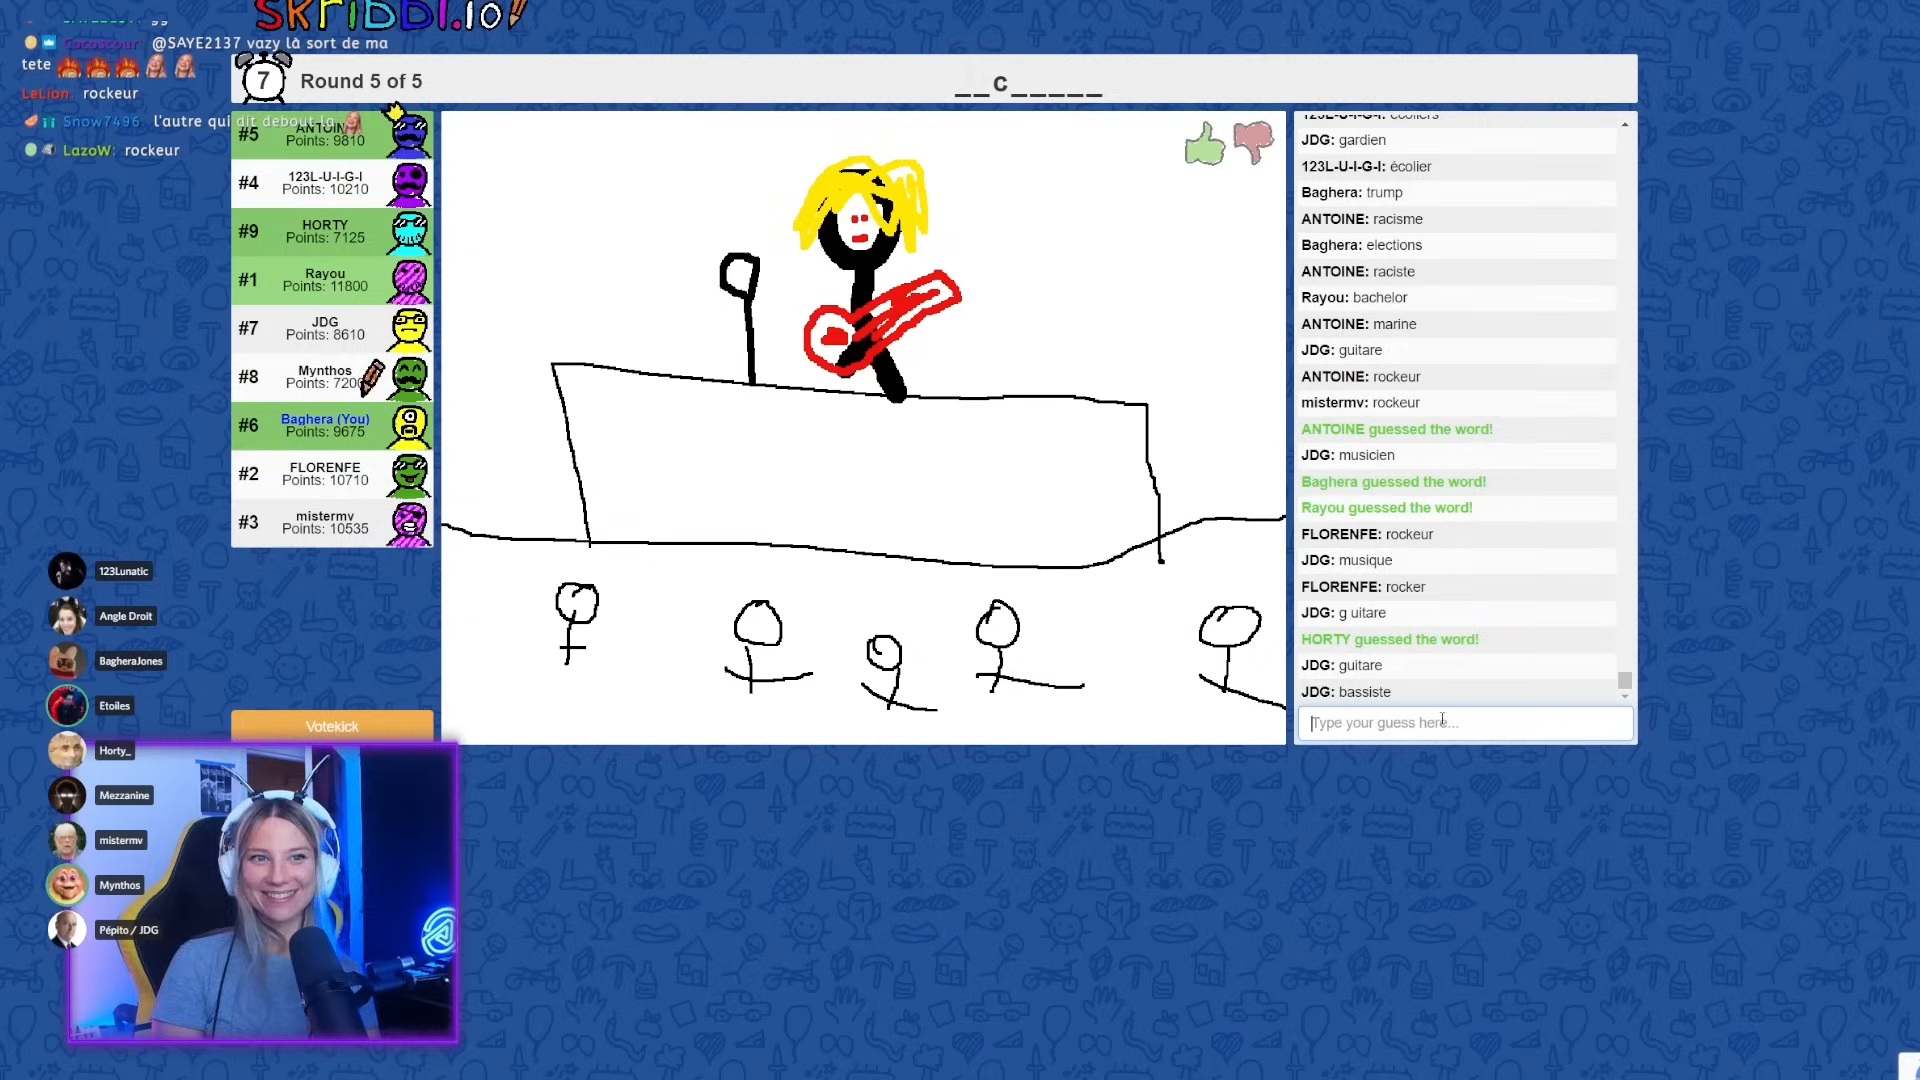 skribbl.io
Cocoscour @SAYE2137 vazy là sort de ma
tete
LeLion: rockeur
Snow7496 l'autre qui dit debout la
LazoW: rockeur
7
Round 5 of 5
__c_____
#5
ANTOINE
Points: 9810
#4
123L-U-I-G-I
Points: 10210
#9
HORTY
Points: 7125
#1
Rayou
Points: 11800
#7
JDG
Points: 8610
#8
Mynthos
Points: 7200
#6
Baghera (You)
Points: 9675
#2
FLORENFE
Points: 10710
#3
mistermv
Points: 10535
Votekick
123L-U-I-G-I: écoliers
JDG: gardien
123L-U-I-G-I: écolier
Baghera: trump
ANTOINE: racisme
Baghera: elections
ANTOINE: raciste
Rayou: bachelor
ANTOINE: marine
JDG: guitare
ANTOINE: rockeur
mistermv: rockeur
ANTOINE guessed the word!
JDG: musicien
Baghera guessed the word!
Rayou guessed the word!
FLORENFE: rockeur
JDG: musique
FLORENFE: rocker
JDG: g uitare
HORTY guessed the word!
JDG: guitare
JDG: bassiste
Type your guess here...
123Lunatic
Angle Droit
BagheraJones
Etoiles
Horty_
Mezzanine
mistermv
Mynthos
Pépito / JDG